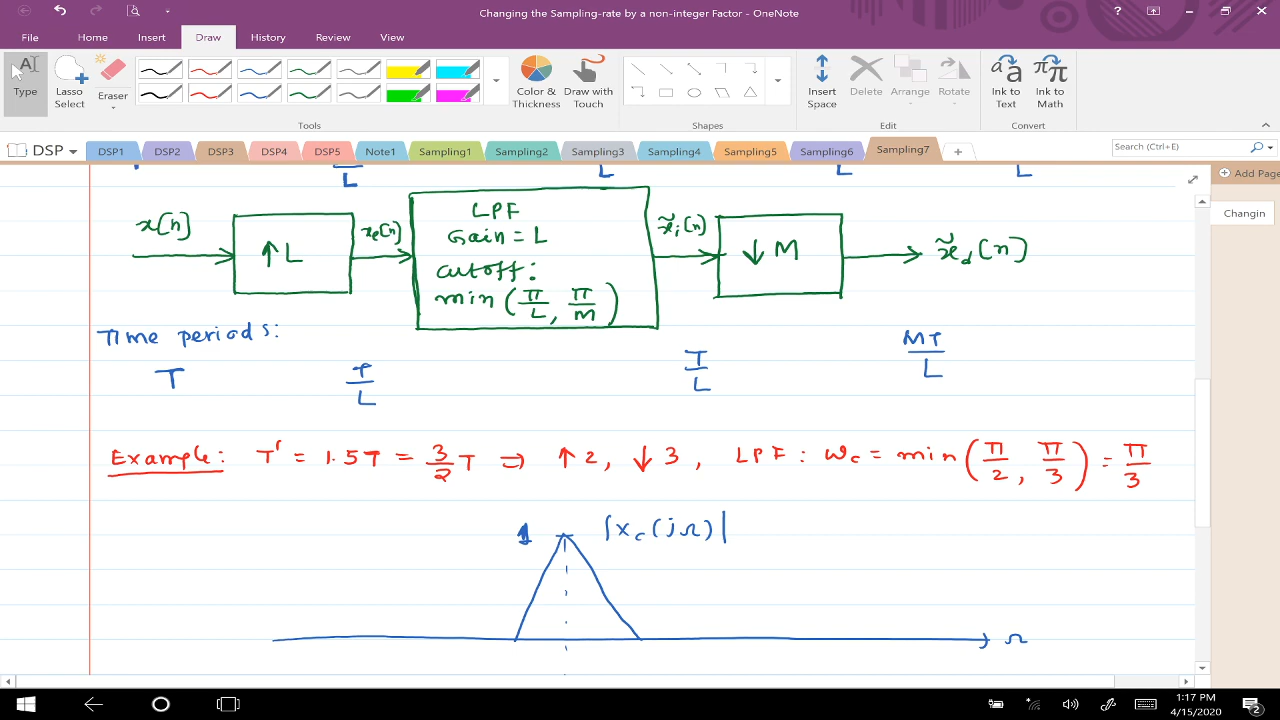 Changing the Sampling-rate by a non-integer Factor - OneNote
File Home Insert Draw History Review View
Type Lasso Select Eraser Color & Thickness Draw with Touch Insert Space Delete Arrange Rotate Ink to Text Ink to Math
Tools Shapes Edit Convert
DSP DSP1 DSP2 DSP3 DSP4 DSP5 Note1 Sampling1 Sampling2 Sampling3 Sampling4 Sampling5 Sampling6 Sampling7 Search (Ctrl+E)
Add Page
Changin
L L L L
x[n] ↑L xe[n] LPF Gain = L cutoff: min(π/L, π/M) x̃i[n] ↓M x̃d[n]
Time periods:
T T/L T/L MT/L
Example: T' = 1.5T = 3/2 T ⇒ ↑2, ↓3, LPF: ωc = min(π/2, π/3) = π/3
1 |Xc(jΩ)|
Ω
1:17 PM
4/15/2020
2